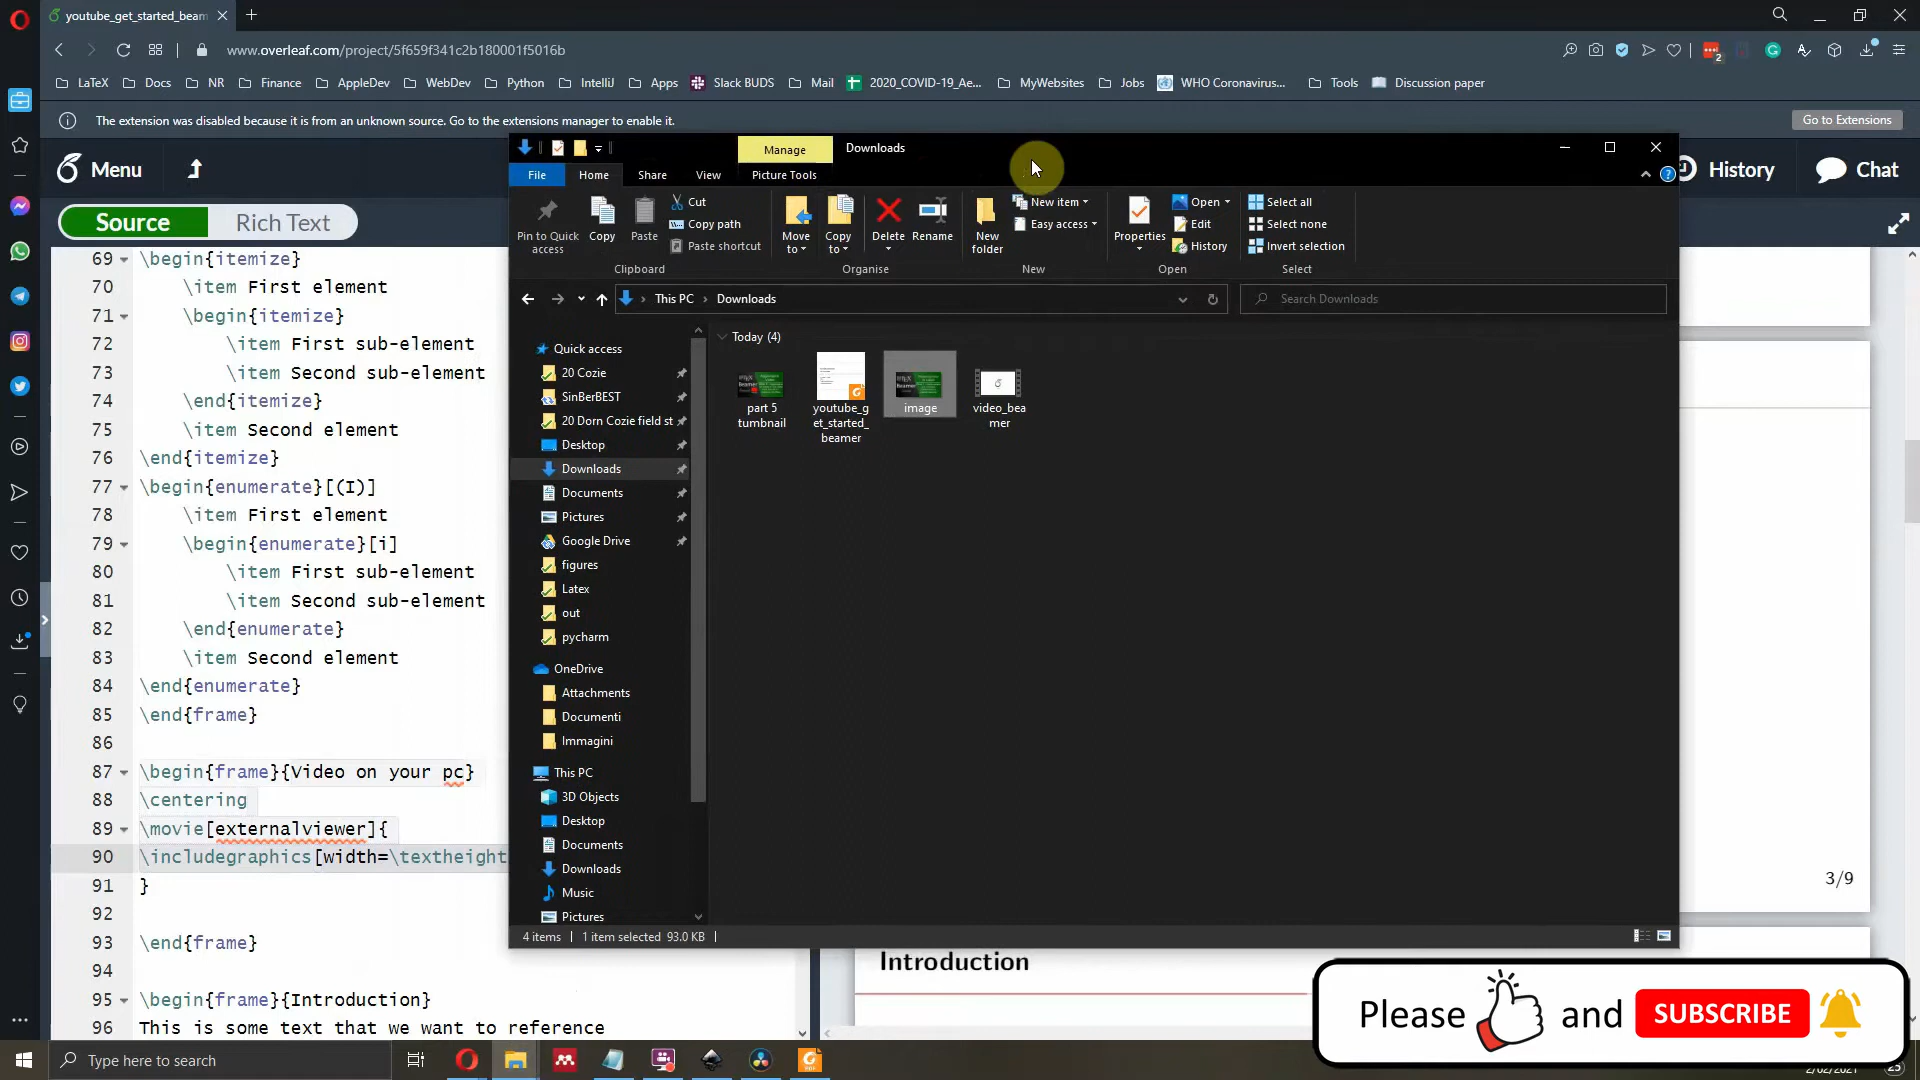 youtube_get_started_beam
www.overleaf.com/project/5f659f341c2b180001f5016b
LaTeX Docs NR Finance AppleDev WebDev Python IntelliJ Apps Slack BUDS Mail 2020_COVID-19_Ae... MyWebsites Jobs WHO Coronavirus... Tools Discussion paper
The extension was disabled because it is from an unknown source. Go to the extensions manager to enable it.
Go to Extensions
Menu
History
Chat
Source
Rich Text
69 \begin{itemize}
70 \item First element
71 \begin{itemize}
72 \item First sub-element
73 \item Second sub-element
74 \end{itemize}
75 \item Second element
76 \end{itemize}
77 \begin{enumerate}[(I)]
78 \item First element
79 \begin{enumerate}[i]
80 \item First sub-element
81 \item Second sub-element
82 \end{enumerate}
83 \item Second element
84 \end{enumerate}
85 \end{frame}
86
87 \begin{frame}{Video on your pc}
88 \centering
89 \movie[externalviewer]{
90 \includegraphics[width=\textheight
91 }
92
93 \end{frame}
94
95 \begin{frame}{Introduction}
96 This is some text that we want to reference
Manage
Downloads
File
Home
Share
View
Picture Tools
Pin to Quick access
Copy
Paste
Cut
Copy path
Paste shortcut
Clipboard
Move to
Copy to
Delete
Rename
Organise
New folder
New item
Easy access
New
Properties
Open
Edit
History
Open
Select all
Select none
Invert selection
Select
This PC
Downloads
Search Downloads
Quick access
20 Cozie
SinBerBEST
20 Dorn Cozie field st
Desktop
Downloads
Documents
Pictures
Google Drive
figures
Latex
out
pycharm
OneDrive
Attachments
Documenti
Immagini
This PC
3D Objects
Desktop
Documents
Downloads
Music
Pictures
Today (4)
part 5
tumbnail
youtube_g
et_started_
beamer
image
video_bea
mer
4 items
1 item selected 93.0 KB
3/9
Introduction
Please and SUBSCRIBE
Type here to search
2/02/2021
25